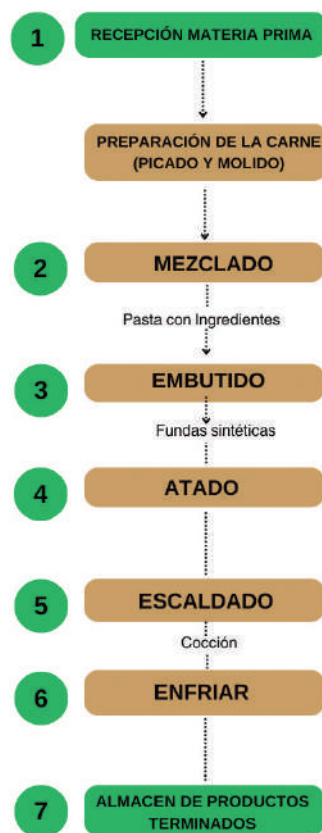 1
RECEPCIÓN MATERIA PRIMA
PREPARACIÓN DE LA CARNE
(PICADO Y MOLIDO)
2
MEZCLADO
Pasta con Ingredientes
3
EMBUTIDO
Fundas sintéticas
4
ATADO
5
ESCALDADO
Cocción
6
ENFRIAR
7
ALMACEN DE PRODUCTOS
TERMINADOS